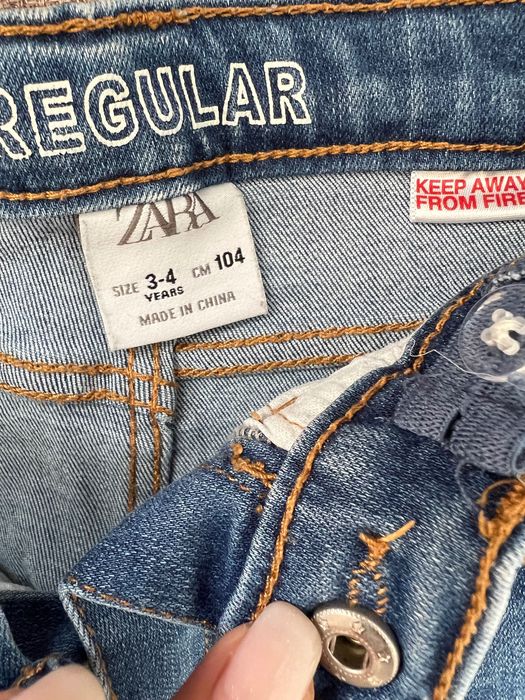 REGULAR
ZARA
SIZE 3-4 YEARS CM 104
MADE IN CHINA
KEEP AWAY
FROM FIRE